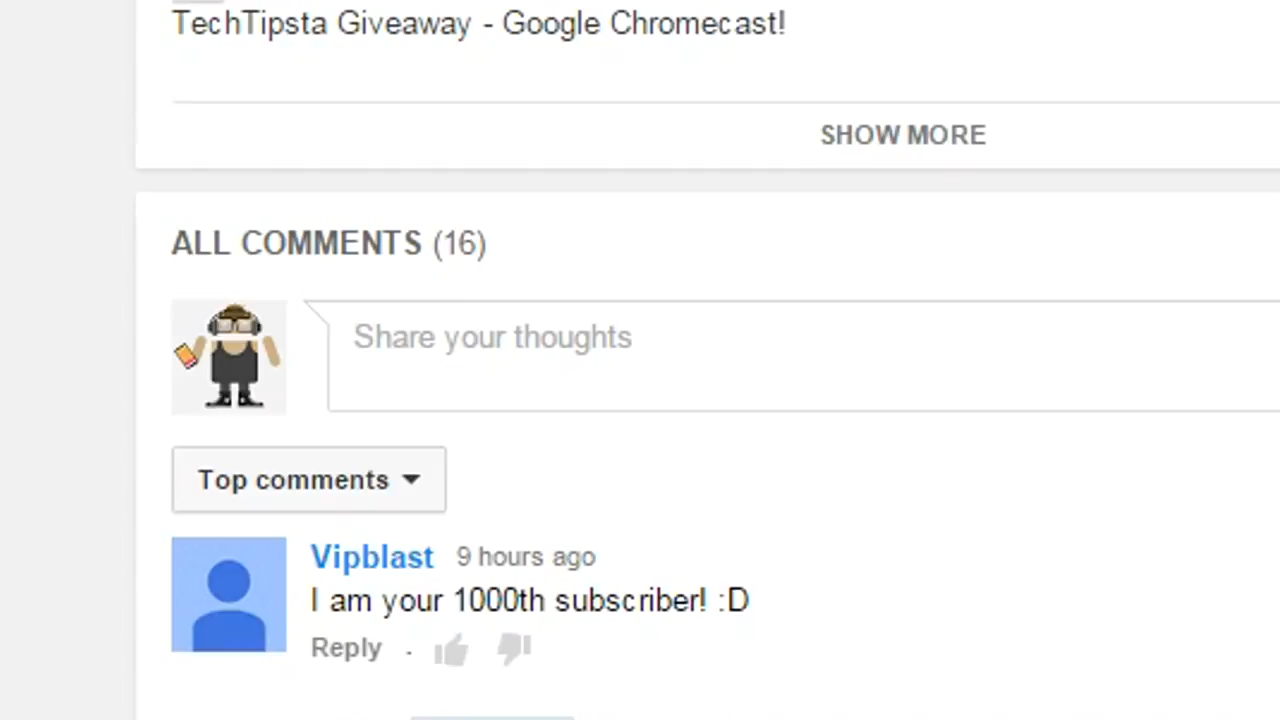 TechTipsta Giveaway - Google Chromecast!
SHOW MORE
ALL COMMENTS (16)
Share your thoughts
Top comments
Vipblast 9 hours ago
I am your 1000th subscriber! :D
Reply .